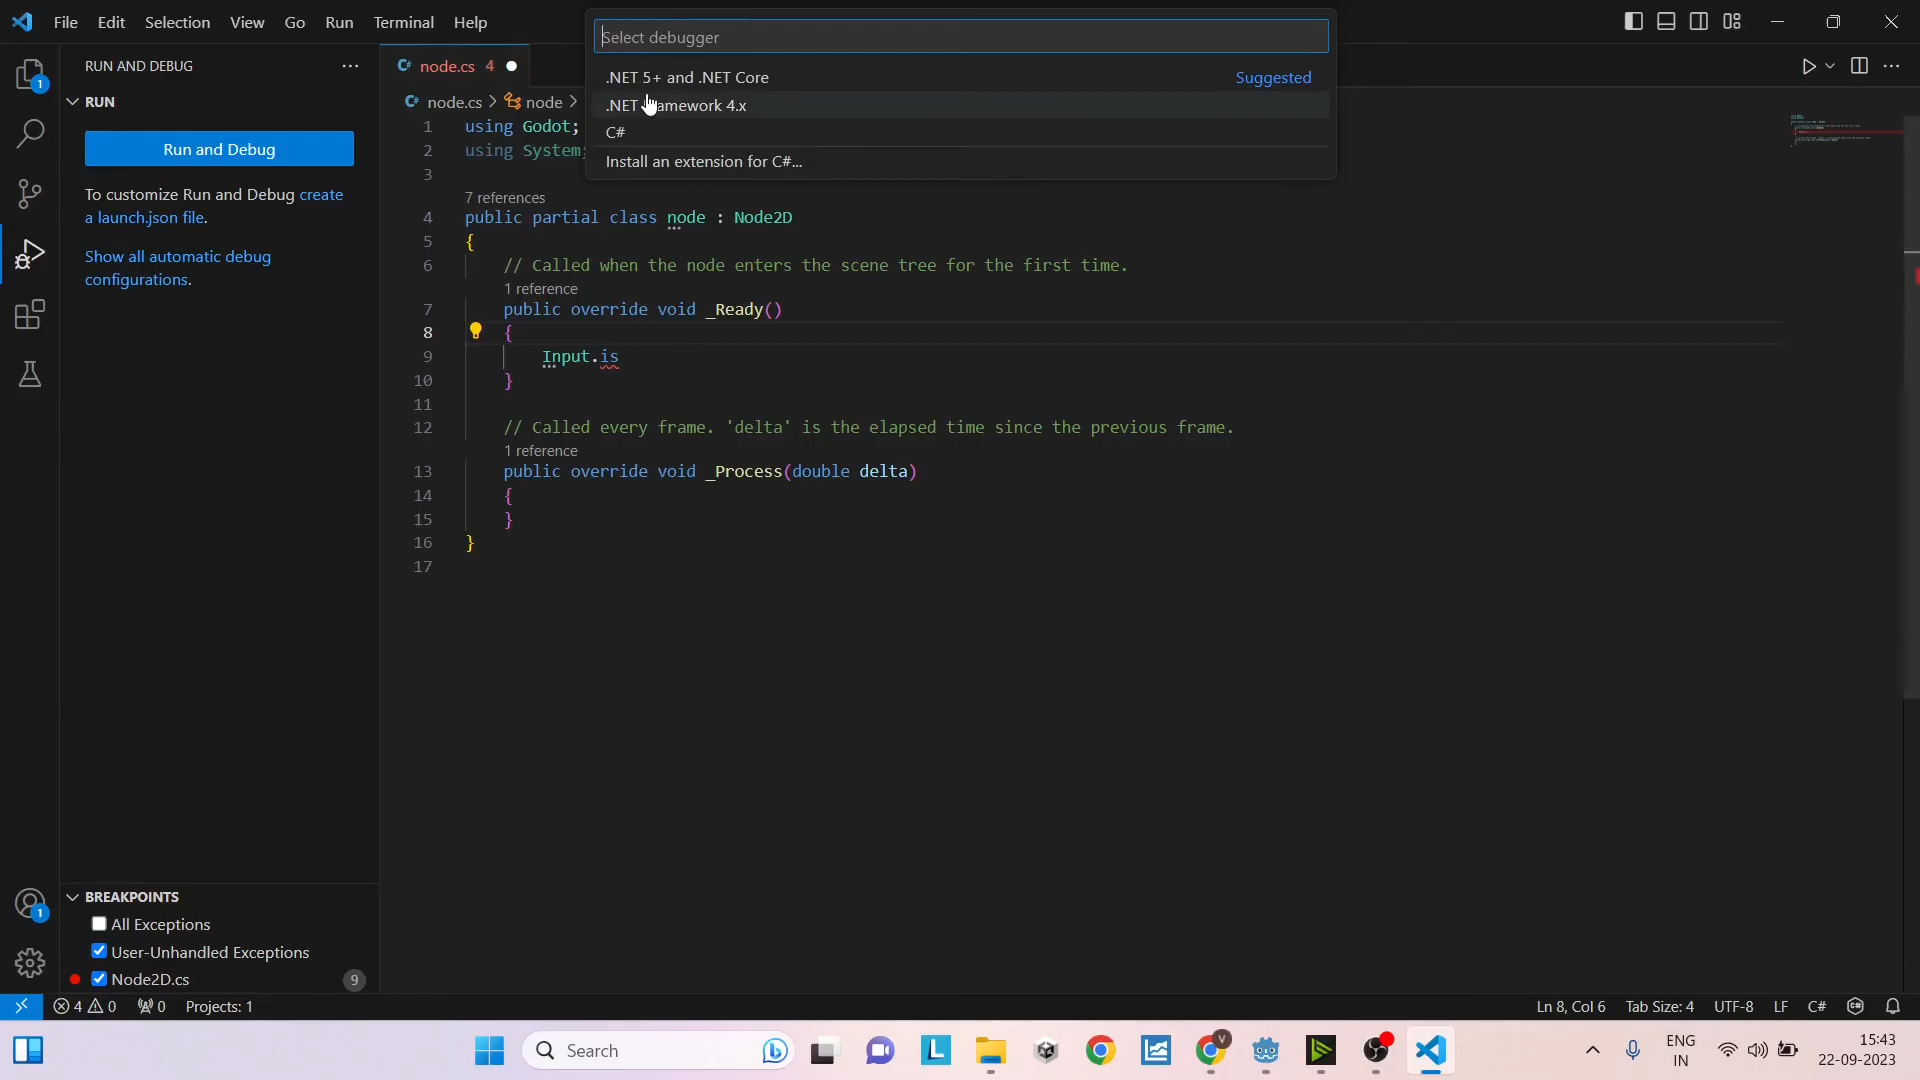 File Edit Selection View Go Run Terminal Help
Select debugger
.NET 5+ and .NET Core Suggested
.NET Framework 4.x
C#
Install an extension for C#...
RUN AND DEBUG
RUN
Run and Debug
To customize Run and Debug create
a launch.json file.
Show all automatic debug
configurations.
C# node.cs 4
C# node.cs > node >
1 using Godot;
2 using System;
3
7 references
4 public partial class node : Node2D
5 {
6 // Called when the node enters the scene tree for the first time.
1 reference
7 public override void _Ready()
8 {
9 Input.is
10 }
11
12 // Called every frame. 'delta' is the elapsed time since the previous frame.
1 reference
13 public override void _Process(double delta)
14 {
15 }
16 }
17
1
1
BREAKPOINTS
All Exceptions
User-Unhandled Exceptions
Node2D.cs 9
4 0 0 Projects: 1
Ln 8, Col 6 Tab Size: 4 UTF-8 LF C#
Search
L
V
ENG
IN
15:43
22-09-2023